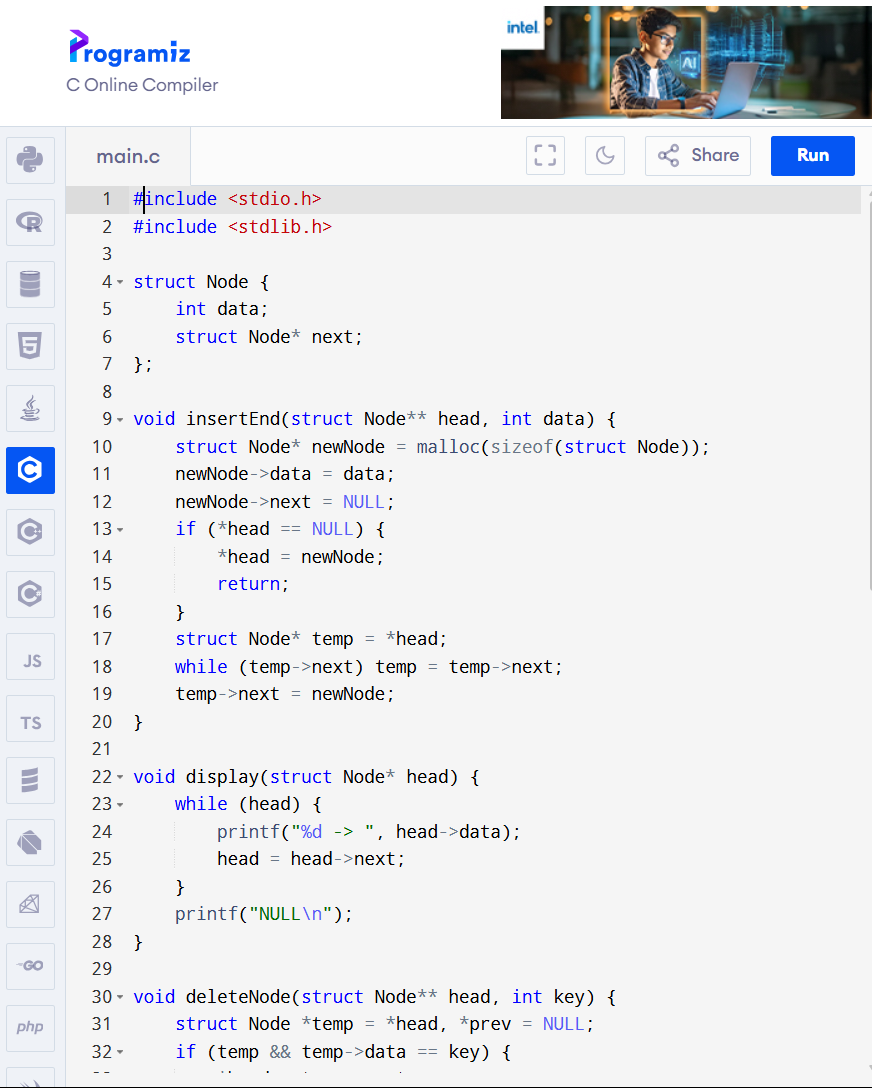 Programiz
C Online Compiler
intel.
AI
main.c
Share
Run
1 #include <stdio.h>
2 #include <stdlib.h>
3
4 struct Node {
5     int data;
6     struct Node* next;
7 };
8
9 void insertEnd(struct Node** head, int data) {
10     struct Node* newNode = malloc(sizeof(struct Node));
11     newNode->data = data;
12     newNode->next = NULL;
13     if (*head == NULL) {
14         *head = newNode;
15         return;
16     }
17     struct Node* temp = *head;
18     while (temp->next) temp = temp->next;
19     temp->next = newNode;
20 }
21
22 void display(struct Node* head) {
23     while (head) {
24         printf("%d -> ", head->data);
25         head = head->next;
26     }
27     printf("NULL\n");
28 }
29
30 void deleteNode(struct Node** head, int key) {
31     struct Node *temp = *head, *prev = NULL;
32     if (temp && temp->data == key) {
JS
TS
GO
php